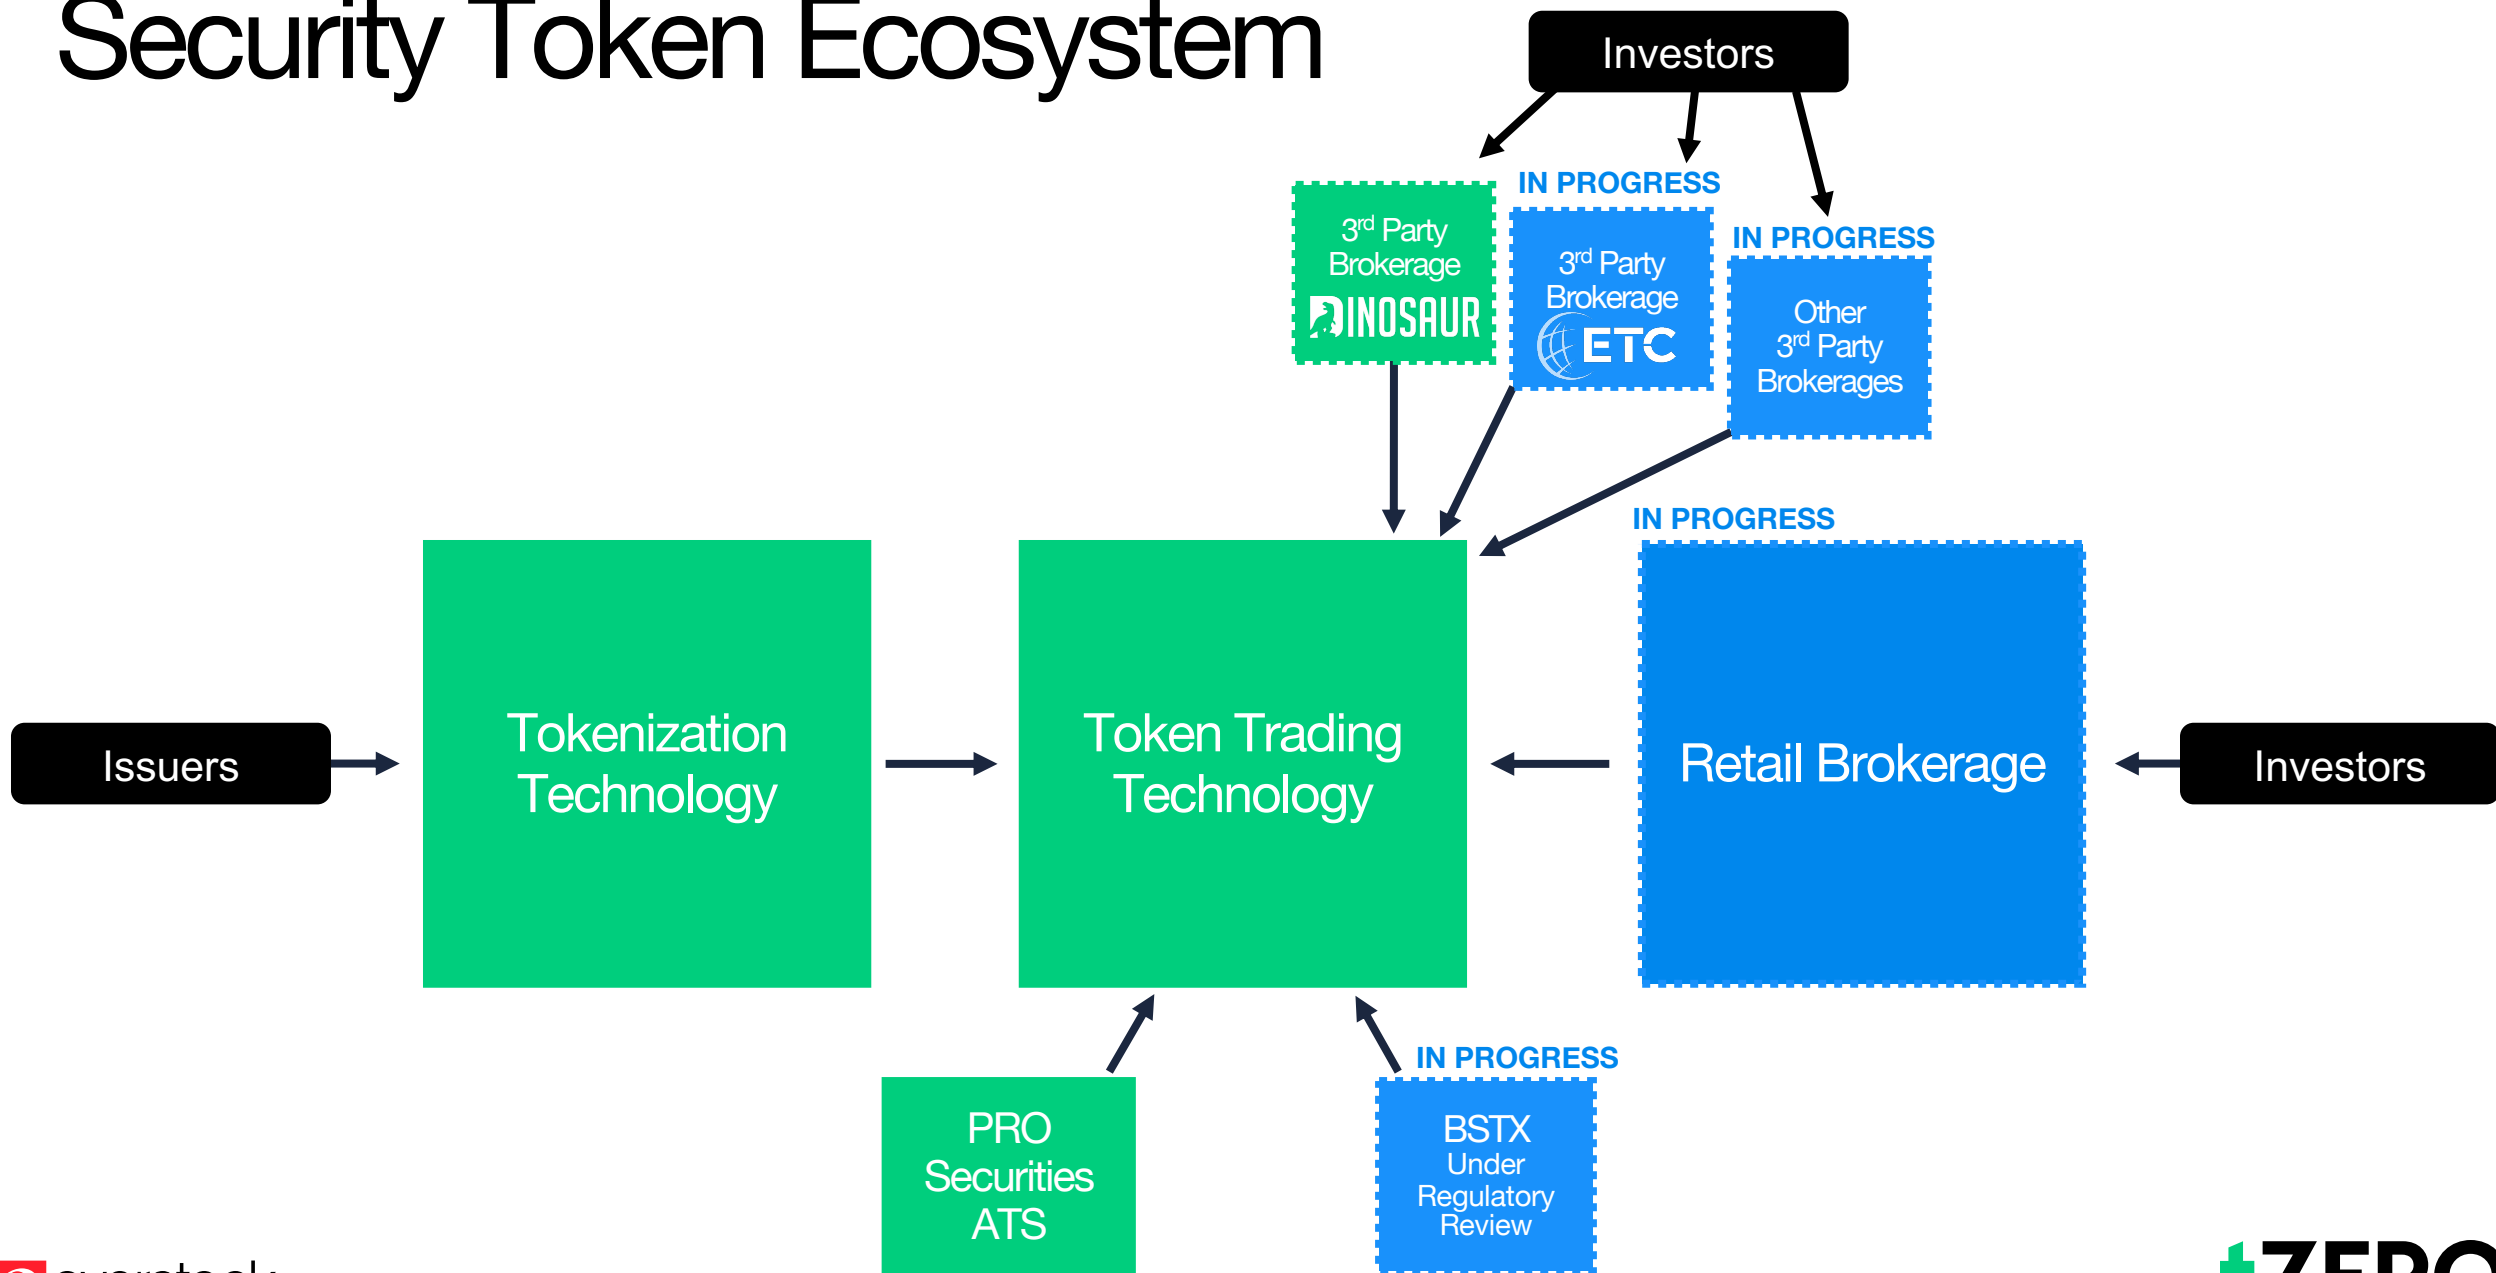 Security Token Ecosystem
Investors
IN PROGRESS
IN PROGRESS
3rd Party
Brokerage
DINOSAUR
3rd Party
Brokerage
ETC
Other
3rd Party
Brokerages
IN PROGRESS
Issuers
Tokenization
Technology
Token Trading
Technology
Retail Brokerage
Investors
IN PROGRESS
PRO
Securities
ATS
BSTX
Under
Regulatory
Review
overstock
tZERO